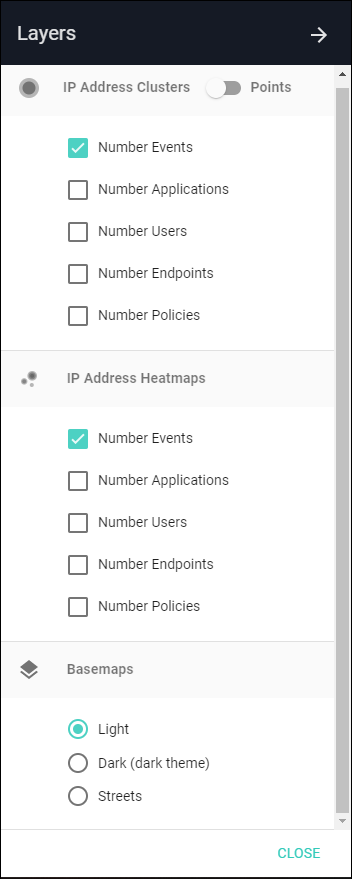 Layers
IP Address Clusters Points
Number Events
Number Applications
Number Users
Number Endpoints
Number Policies
IP Address Heatmaps
Number Events
Number Applications
Number Users
Number Endpoints
Number Policies
Basemaps
Light
Dark (dark theme)
Streets
CLOSE